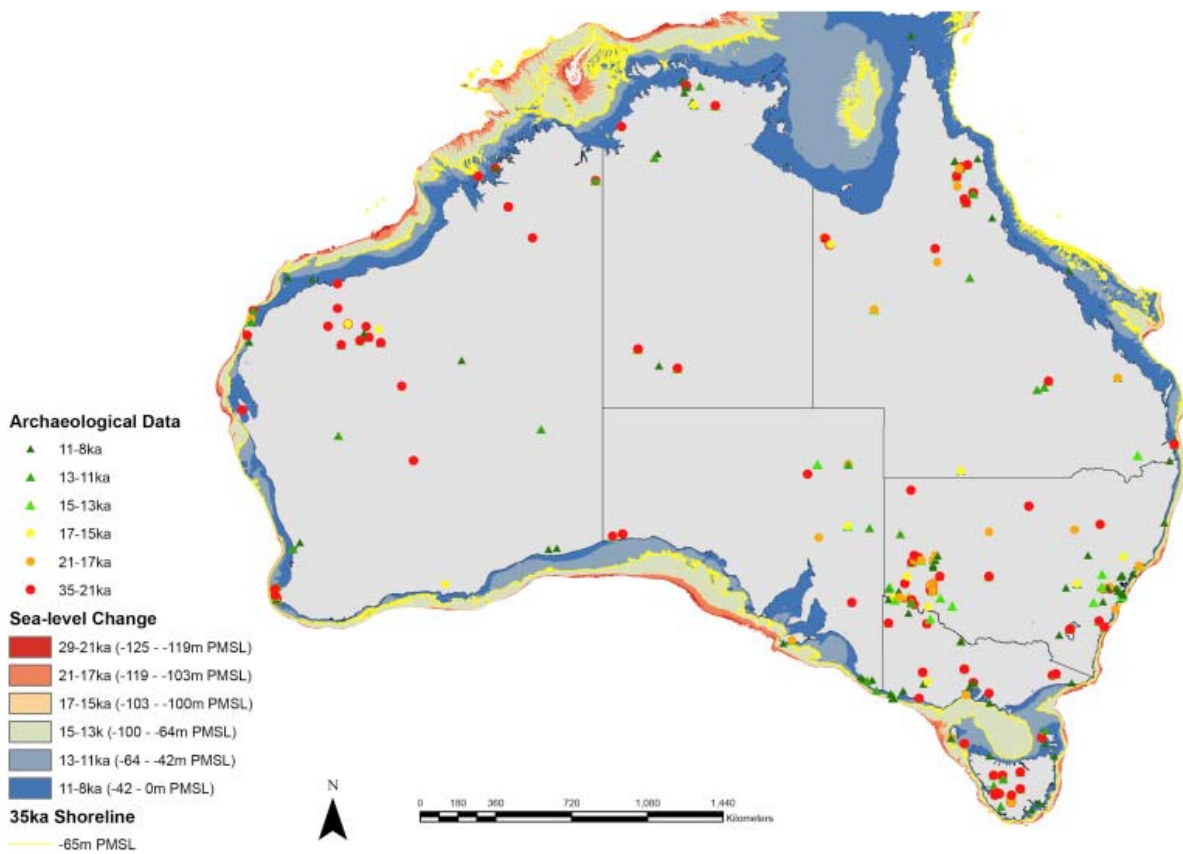 Archaeological Data
11-8ka
13-11ka
15-13ka
17-15ka
21-17ka
35-21ka
Sea-level Change
29-21ka (-125 - -119m PMSL)
21-17ka (-119 - -103m PMSL)
17-15ka (-103 - -100m PMSL)
15-13k (-100 - -64m PMSL)
13-11ka (-64 - -42m PMSL)
11-8ka (-42 - 0m PMSL)
35ka Shoreline
-65m PMSL
N
0 180 360 720 1,080 1,440
Kilometers